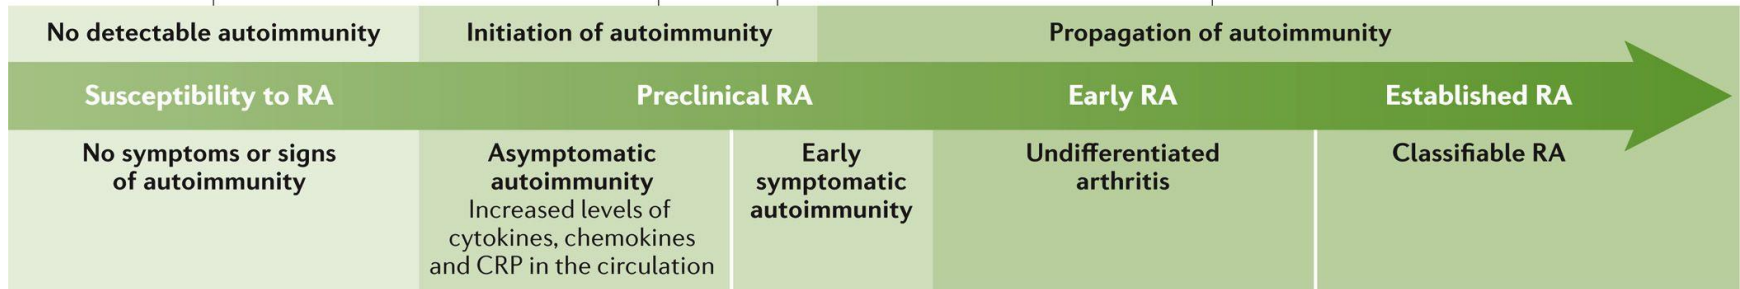 No detectable autoimmunity
Initiation of autoimmunity
Propagation of autoimmunity
Susceptibility to RA
Preclinical RA
Early RA
Established RA
No symptoms or signs
of autoimmunity
Asymptomatic
autoimmunity
Increased levels of
cytokines, chemokines
and CRP in the circulation
Early
symptomatic
autoimmunity
Undifferentiated
arthritis
Classifiable RA